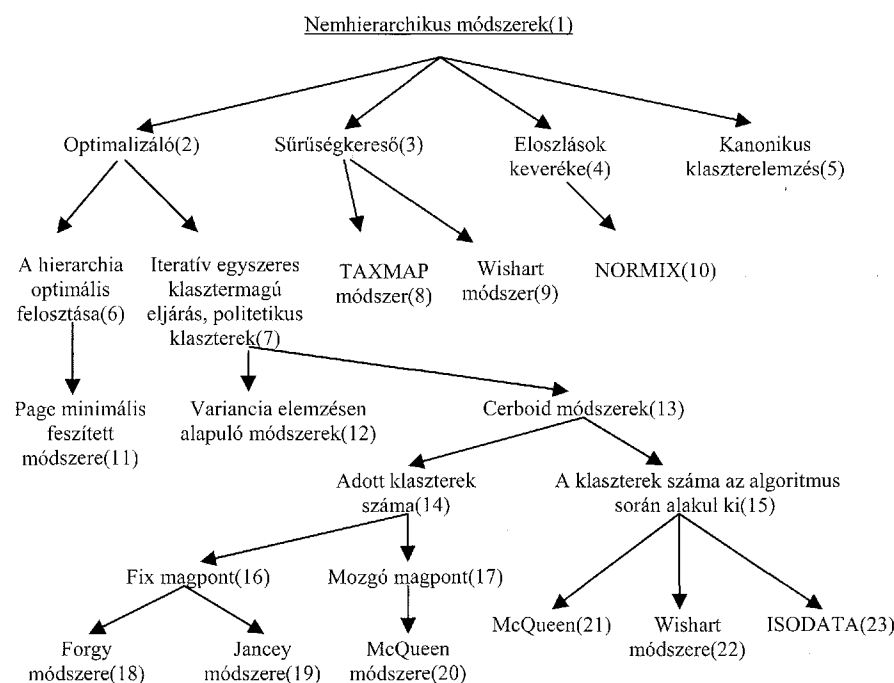 Nemhierarchikus módszerek(1)
Optimalizáló(2)
Sűrűségkereső(3)
Eloszlások
keveréke(4)
Kanonikus
klaszterelemzés(5)
A hierarchia
optimális
felosztása(6)
Iteratív egyszeres
klasztermagú
eljárás, politetikus
klaszterek(7)
TAXMAP
módszer(8)
Wishart
módszer(9)
NORMIX(10)
Page minimális
feszített
módszere(11)
Variancia elemzésen
alapuló módszerek(12)
Cerboid módszerek(13)
Adott klaszterek
száma(14)
A klaszterek száma az algoritmus
során alakul ki(15)
Fix magpont(16)
Mozgó magpont(17)
Forgy
módszere(18)
Jancey
módszere(19)
McQueen
módszere(20)
McQueen(21)
Wishart
módszere(22)
ISODATA(23)